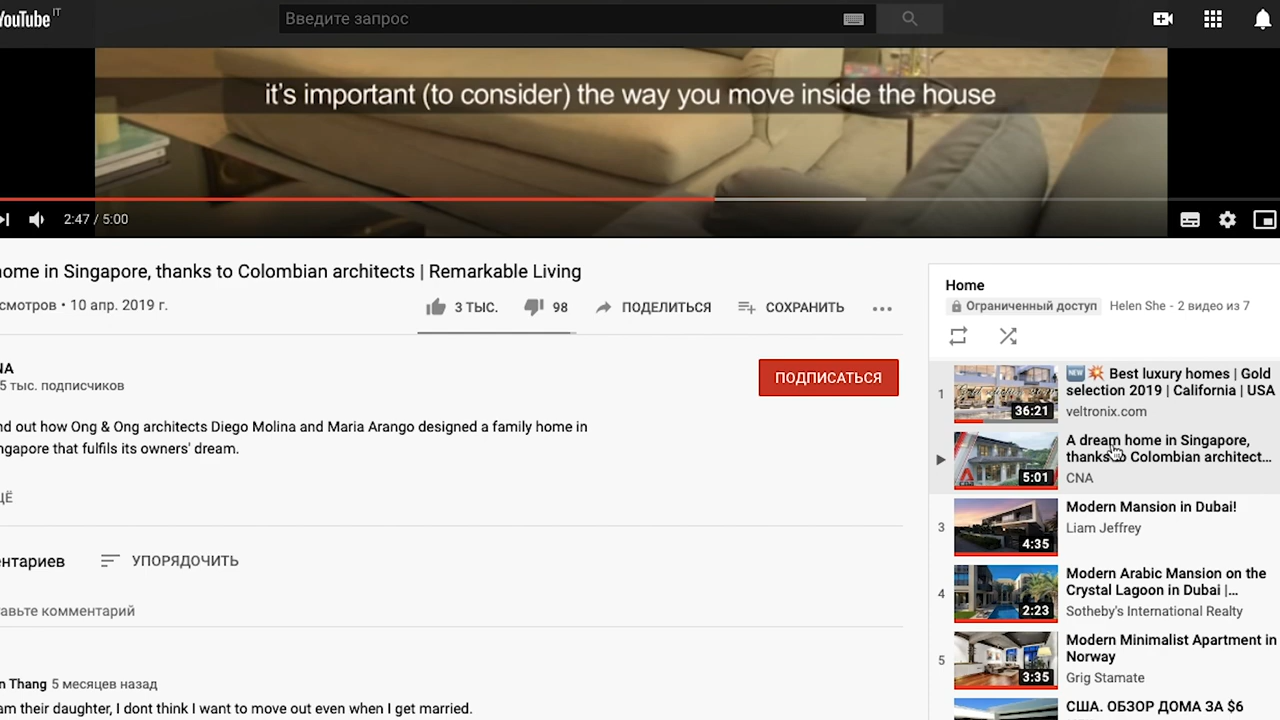 YouTube IT
Введите запрос
it's important (to consider) the way you move inside the house
2:47 / 5:00
ome in Singapore, thanks to Colombian architects | Remarkable Living
смотров • 10 апр. 2019 г.
3 ТЫС.
98
ПОДЕЛИТЬСЯ
СОХРАНИТЬ
NA
5 тыс. подписчиков
ПОДПИСАТЬСЯ
nd out how Ong & Ong architects Diego Molina and Maria Arango designed a family home in
ngapore that fulfils its owners' dream.
ЩЁ
ентариев
УПОРЯДОЧИТЬ
авьте комментарий
n Thang 5 месяцев назад
am their daughter, I dont think I want to move out even when I get married.
Home
Ограниченный доступ Helen She - 2 видео из 7
1
36:21
NEW Best luxury homes | Gold
selection 2019 | California | USA
veltronix.com
5:01
A dream home in Singapore,
thanks to Colombian architect...
CNA
3
4:35
Modern Mansion in Dubai!
Liam Jeffrey
4
2:23
Modern Arabic Mansion on the
Crystal Lagoon in Dubai |...
Sotheby's International Realty
5
3:35
Modern Minimalist Apartment in
Norway
Grig Stamate
США. ОБЗОР ДОМА ЗА $6